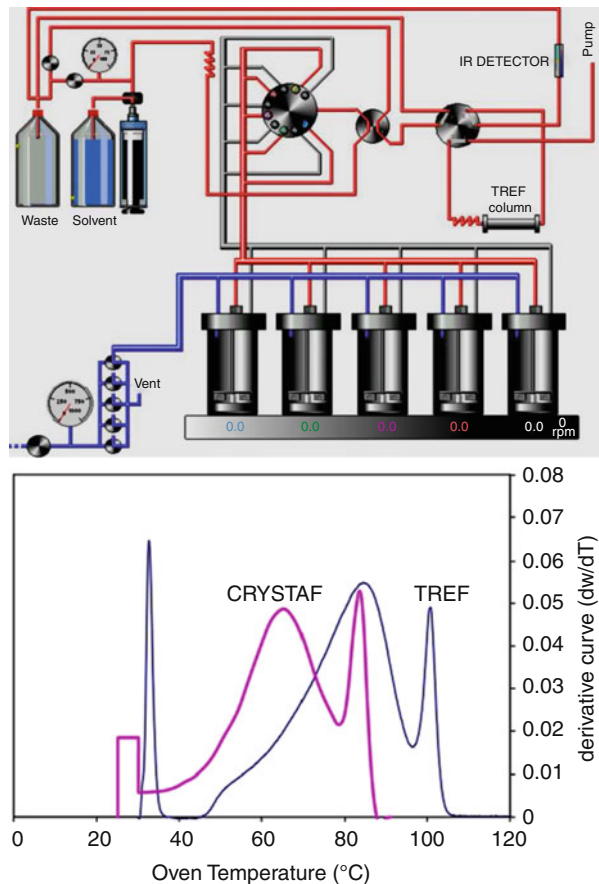 IR DETECTOR
Pump
TREF
column
Waste
Solvent
Vent
0.0
0.0
0.0
0.0
0.0
0
rpm
CRYSTAF
TREF
0.08
0.07
0.06
0.05
0.04
0.03
0.02
0.01
0
derivative curve (dw/dT)
0
20
40
60
80
100
120
Oven Temperature (°C)